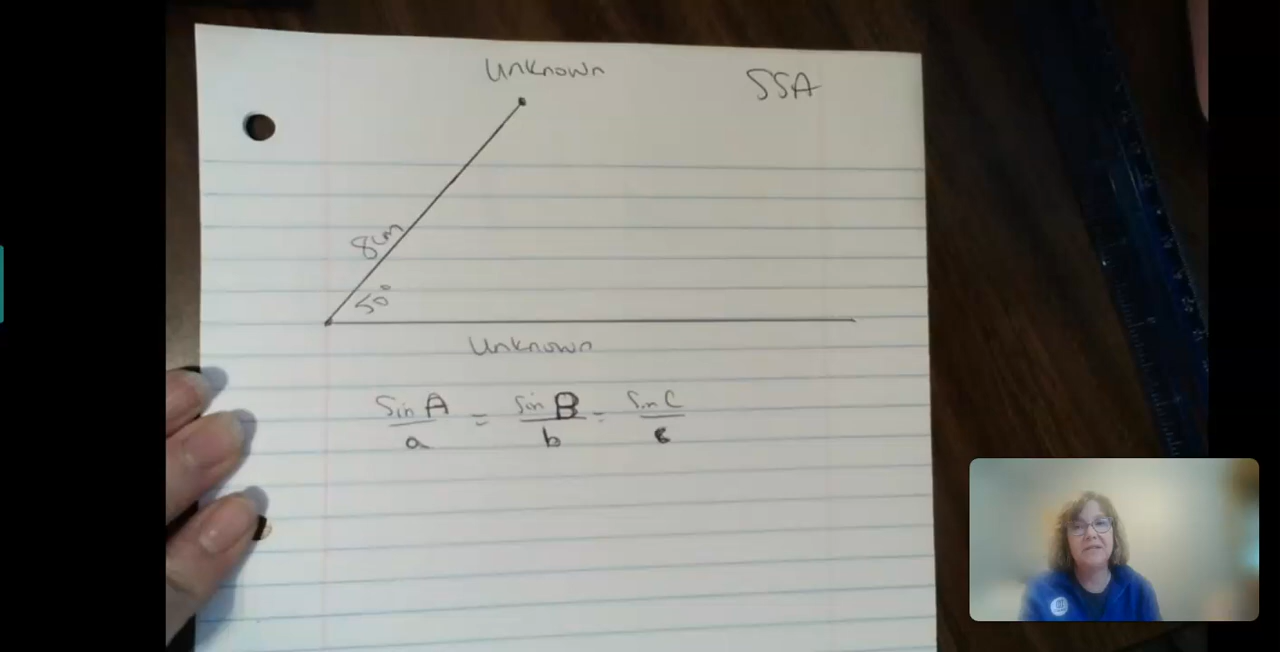 Unknown
SSA
8cm
50°
Unknown
Sin A / a = Sin B / b = Sin C / c